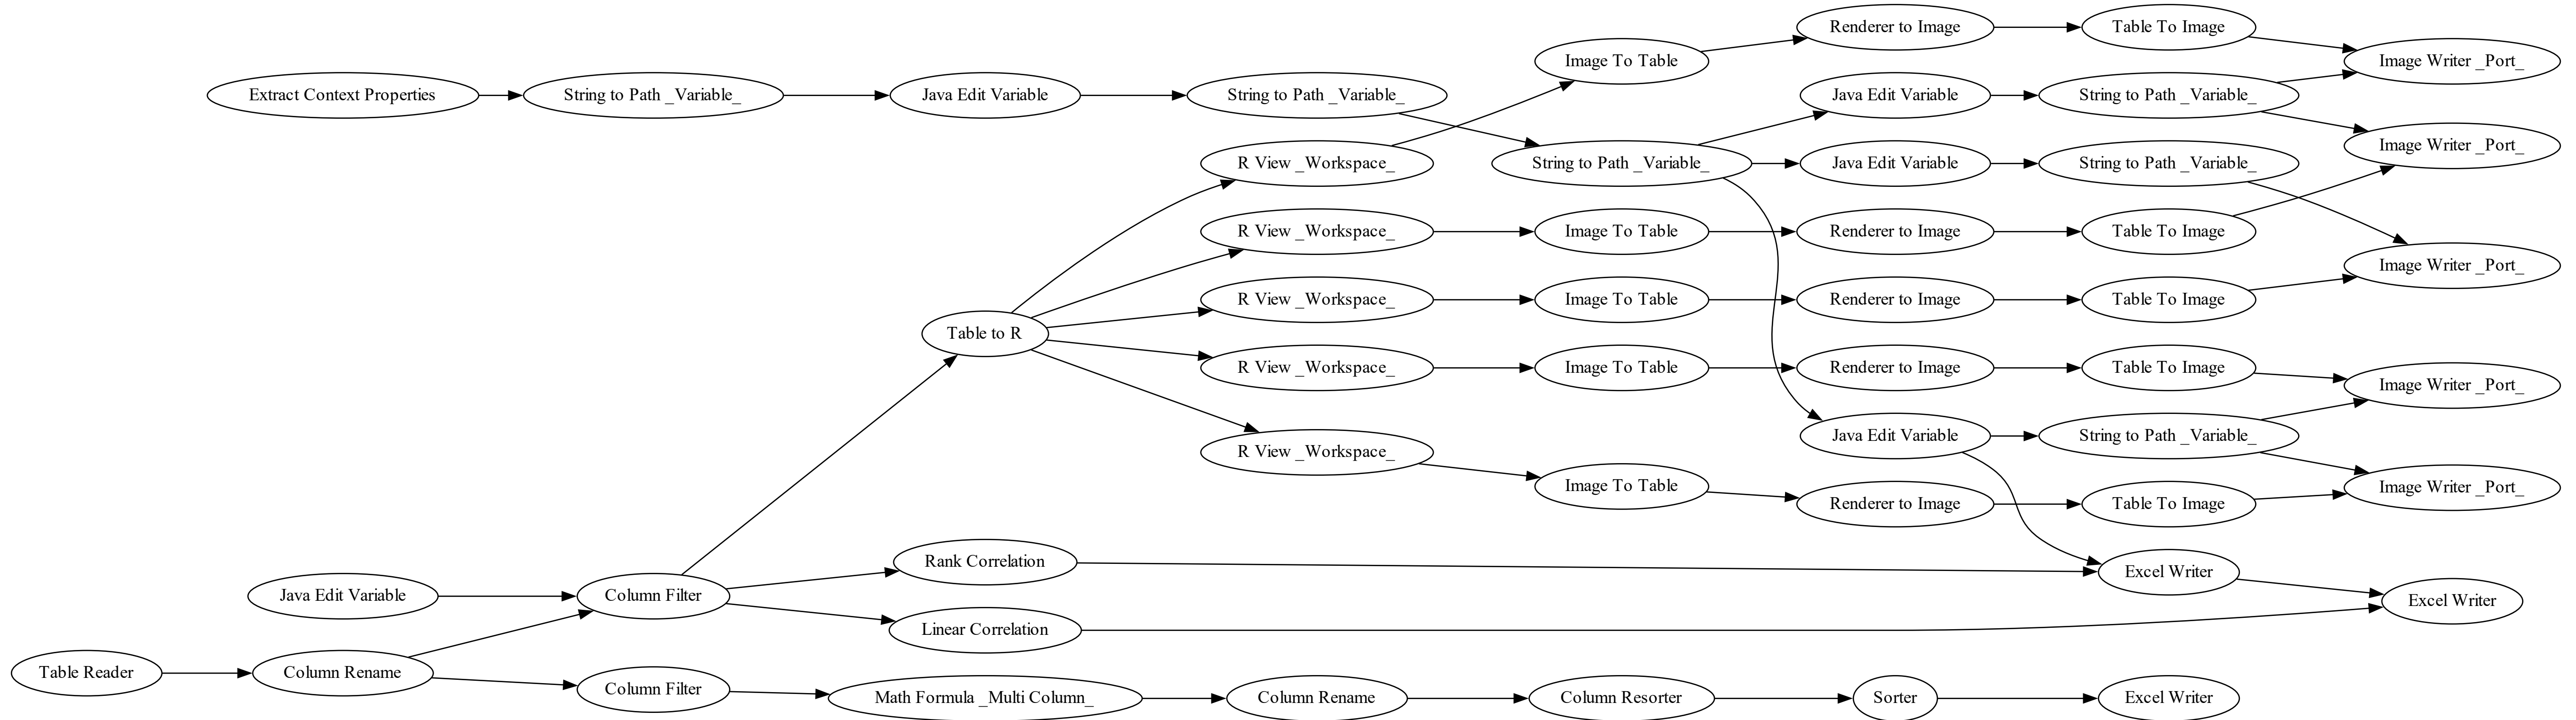 Renderer to Image
Table To Image
Image To Table
Image Writer _Port_
Extract Context Properties
String to Path _Variable_
Java Edit Variable
String to Path _Variable_
Java Edit Variable
String to Path _Variable_
Image Writer _Port_
R View _Workspace_
String to Path _Variable_
Java Edit Variable
String to Path _Variable_
R View _Workspace_
Image To Table
Renderer to Image
Table To Image
Image Writer _Port_
R View _Workspace_
Image To Table
Renderer to Image
Table To Image
Table to R
R View _Workspace_
Image To Table
Renderer to Image
Table To Image
Image Writer _Port_
Java Edit Variable
String to Path _Variable_
R View _Workspace_
Image To Table
Image Writer _Port_
Renderer to Image
Table To Image
Rank Correlation
Excel Writer
Java Edit Variable
Column Filter
Excel Writer
Linear Correlation
Table Reader
Column Rename
Column Filter
Math Formula _Multi Column_
Column Rename
Column Resorter
Sorter
Excel Writer